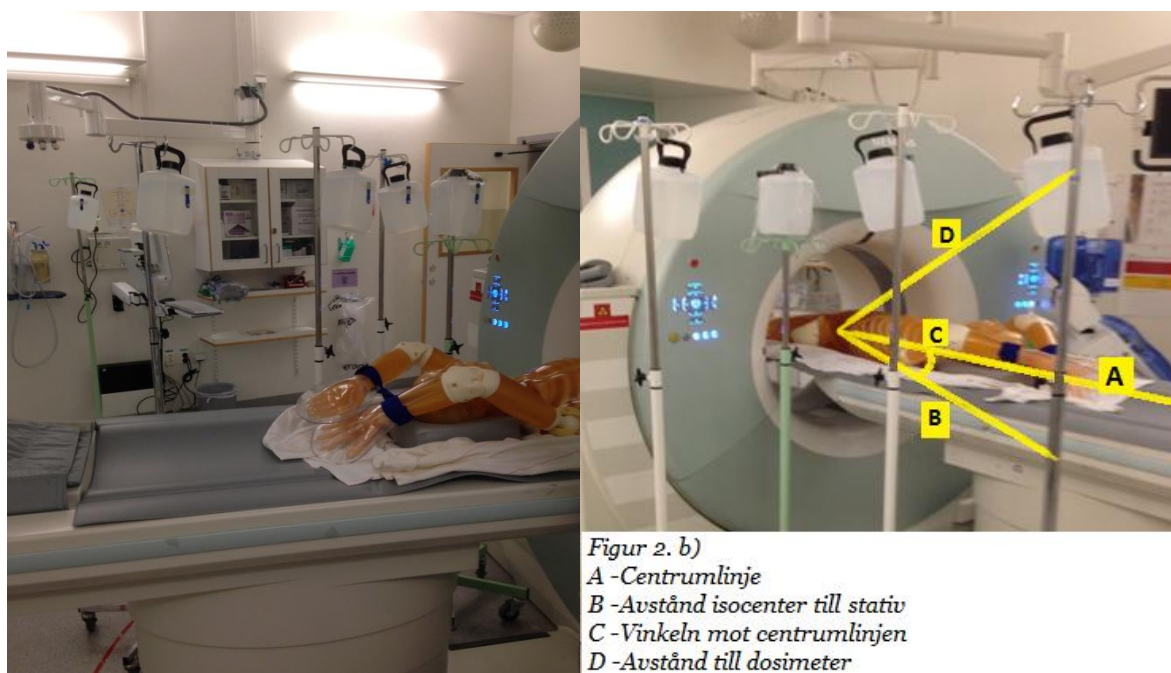 D
C
A
B
Figur 2. b)
A -Centrumlinje
B -Avstånd isocenter till stativ
C -Vinkeln mot centrumlinjen
D -Avstånd till dosimeter